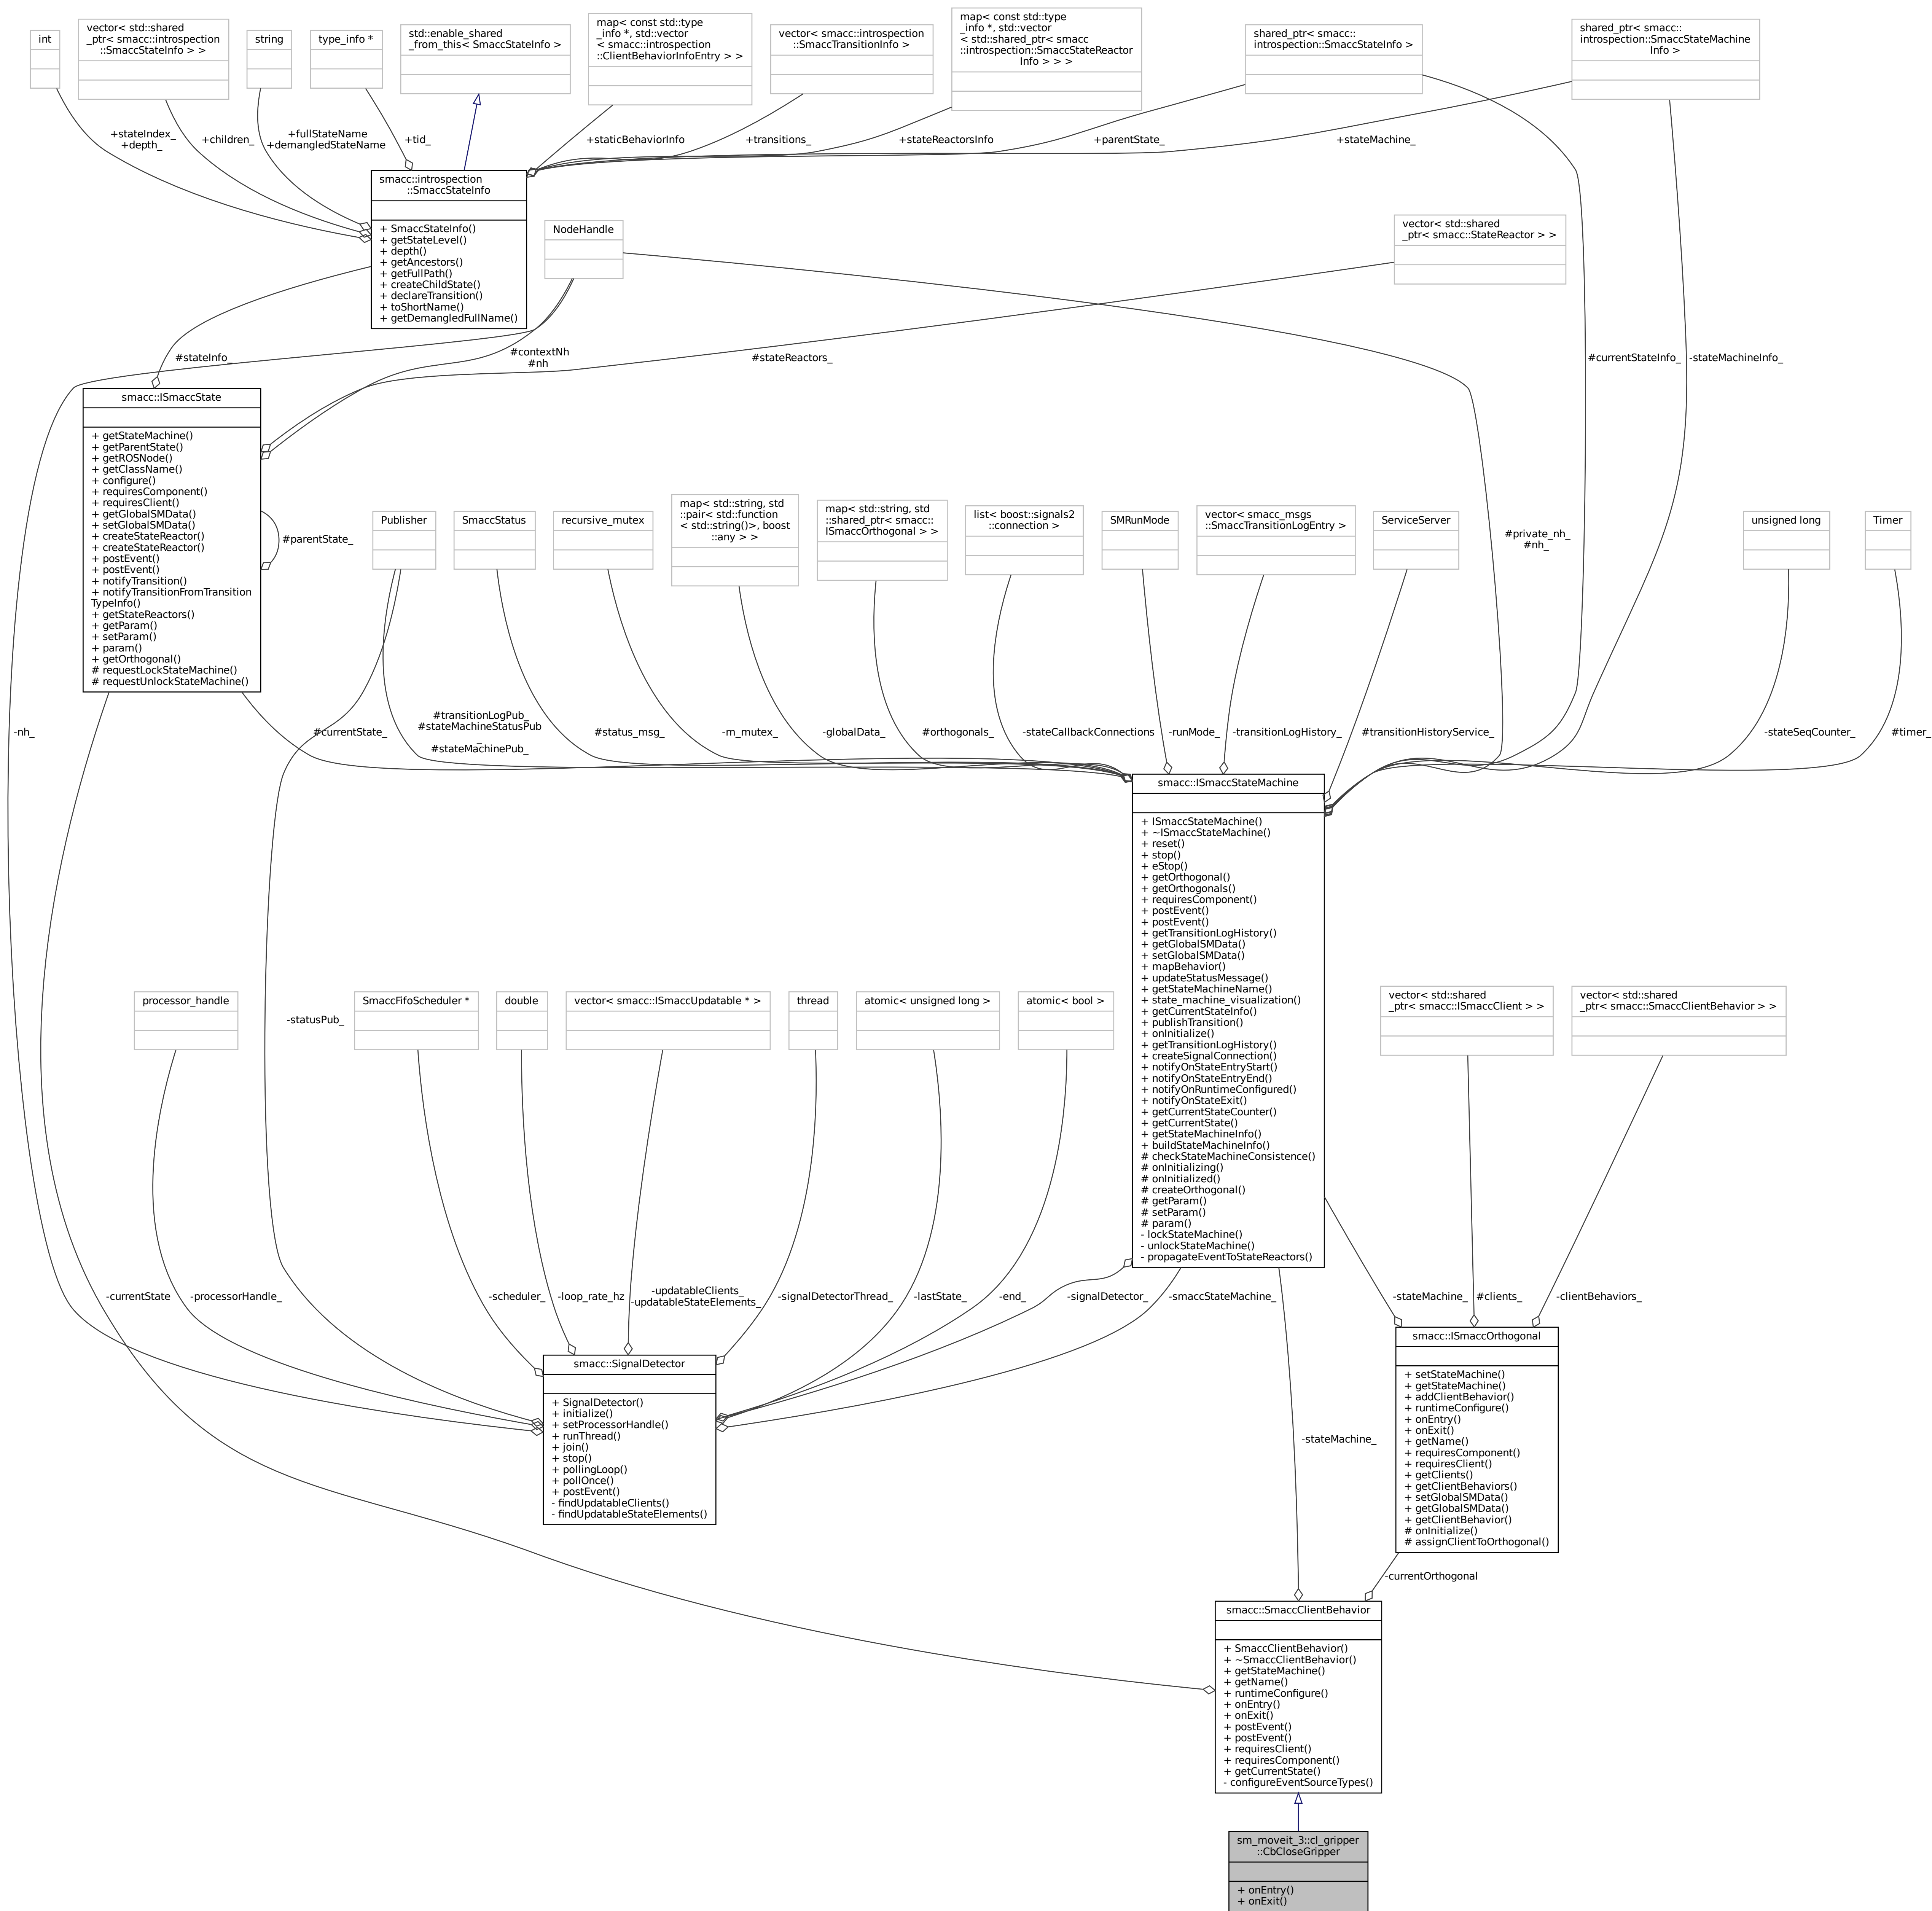 int
vector< std::shared
_ptr< smacc::introspection
::SmaccStateInfo > >
string
type_info *
std::enable_shared
_from_this< SmaccStateInfo >
map< const std::type
_info *, std::vector
< smacc::introspection
::ClientBehaviorInfoEntry > >
vector< smacc::introspection
::SmaccTransitionInfo >
map< const std::type
_info *, std::vector
< std::shared_ptr< smacc
::introspection::SmaccStateReactor
Info > > >
shared_ptr< smacc::
introspection::SmaccStateInfo >
shared_ptr< smacc::
introspection::SmaccStateMachine
Info >
+stateIndex_
+depth_
+children_
+fullStateName
+demangledStateName
+tid_
+staticBehaviorInfo
+transitions_
+stateReactorsInfo
+parentState_
+stateMachine_
smacc::introspection
::SmaccStateInfo
+ SmaccStateInfo()
+ getStateLevel()
+ depth()
+ getAncestors()
+ getFullPath()
+ createChildState()
+ declareTransition()
+ toShortName()
+ getDemangledFullName()
NodeHandle
vector< std::shared
_ptr< smacc::StateReactor > >
#stateInfo_
#contextNh
#nh
#stateReactors_
#currentStateInfo_
-stateMachineInfo_
smacc::ISmaccState
+ getStateMachine()
+ getParentState()
+ getROSNode()
+ getClassName()
+ configure()
+ requiresComponent()
+ requiresClient()
+ getGlobalSMData()
+ setGlobalSMData()
+ createStateReactor()
+ createStateReactor()
+ postEvent()
+ postEvent()
+ notifyTransition()
+ notifyTransitionFromTransition
TypeInfo()
+ getStateReactors()
+ getParam()
+ setParam()
+ param()
+ getOrthogonal()
# requestLockStateMachine()
# requestUnlockStateMachine()
#parentState_
Publisher
SmaccStatus
recursive_mutex
map< std::string, std
::pair< std::function
< std::string()>, boost
::any > >
map< std::string, std
::shared_ptr< smacc::
ISmaccOrthogonal > >
list< boost::signals2
::connection >
SMRunMode
vector< smacc_msgs
::SmaccTransitionLogEntry >
ServiceServer
#private_nh_
#nh_
unsigned long
Timer
-nh_
#currentState_
#transitionLogPub_
#stateMachineStatusPub
_
#stateMachinePub_
#status_msg_
-m_mutex_
-globalData_
#orthogonals_
-stateCallbackConnections
-runMode_
-transitionLogHistory_
#transitionHistoryService_
-stateSeqCounter_
#timer_
smacc::ISmaccStateMachine
+ ISmaccStateMachine()
+ ~ISmaccStateMachine()
+ reset()
+ stop()
+ eStop()
+ getOrthogonal()
+ getOrthogonals()
+ requiresComponent()
+ postEvent()
+ postEvent()
+ getTransitionLogHistory()
+ getGlobalSMData()
+ setGlobalSMData()
+ mapBehavior()
+ updateStatusMessage()
+ getStateMachineName()
+ state_machine_visualization()
+ getCurrentStateInfo()
+ publishTransition()
+ onInitialize()
+ getTransitionLogHistory()
+ createSignalConnection()
+ notifyOnStateEntryStart()
+ notifyOnStateEntryEnd()
+ notifyOnRuntimeConfigured()
+ notifyOnStateExit()
+ getCurrentStateCounter()
+ getCurrentState()
+ getStateMachineInfo()
+ buildStateMachineInfo()
# checkStateMachineConsistence()
# onInitializing()
# onInitialized()
# createOrthogonal()
# getParam()
# setParam()
# param()
- lockStateMachine()
- unlockStateMachine()
- propagateEventToStateReactors()
processor_handle
-statusPub_
SmaccFifoScheduler *
double
vector< smacc::ISmaccUpdatable * >
thread
atomic< unsigned long >
atomic< bool >
vector< std::shared
_ptr< smacc::ISmaccClient > >
vector< std::shared
_ptr< smacc::SmaccClientBehavior > >
-currentState
-processorHandle_
-scheduler_
-loop_rate_hz
-updatableClients_
-updatableStateElements_
-signalDetectorThread_
-lastState_
-end_
-signalDetector_
-smaccStateMachine_
-stateMachine_
#clients_
-clientBehaviors_
smacc::SignalDetector
+ SignalDetector()
+ initialize()
+ setProcessorHandle()
+ runThread()
+ join()
+ stop()
+ pollingLoop()
+ pollOnce()
+ postEvent()
- findUpdatableClients()
- findUpdatableStateElements()
-stateMachine_
smacc::ISmaccOrthogonal
+ setStateMachine()
+ getStateMachine()
+ addClientBehavior()
+ runtimeConfigure()
+ onEntry()
+ onExit()
+ getName()
+ requiresComponent()
+ requiresClient()
+ getClients()
+ getClientBehaviors()
+ setGlobalSMData()
+ getGlobalSMData()
+ getClientBehavior()
# onInitialize()
# assignClientToOrthogonal()
-currentOrthogonal
smacc::SmaccClientBehavior
+ SmaccClientBehavior()
+ ~SmaccClientBehavior()
+ getStateMachine()
+ getName()
+ runtimeConfigure()
+ onEntry()
+ onExit()
+ postEvent()
+ postEvent()
+ requiresClient()
+ requiresComponent()
+ getCurrentState()
- configureEventSourceTypes()
sm_moveit_3::cl_gripper
::CbCloseGripper
+ onEntry()
+ onExit()